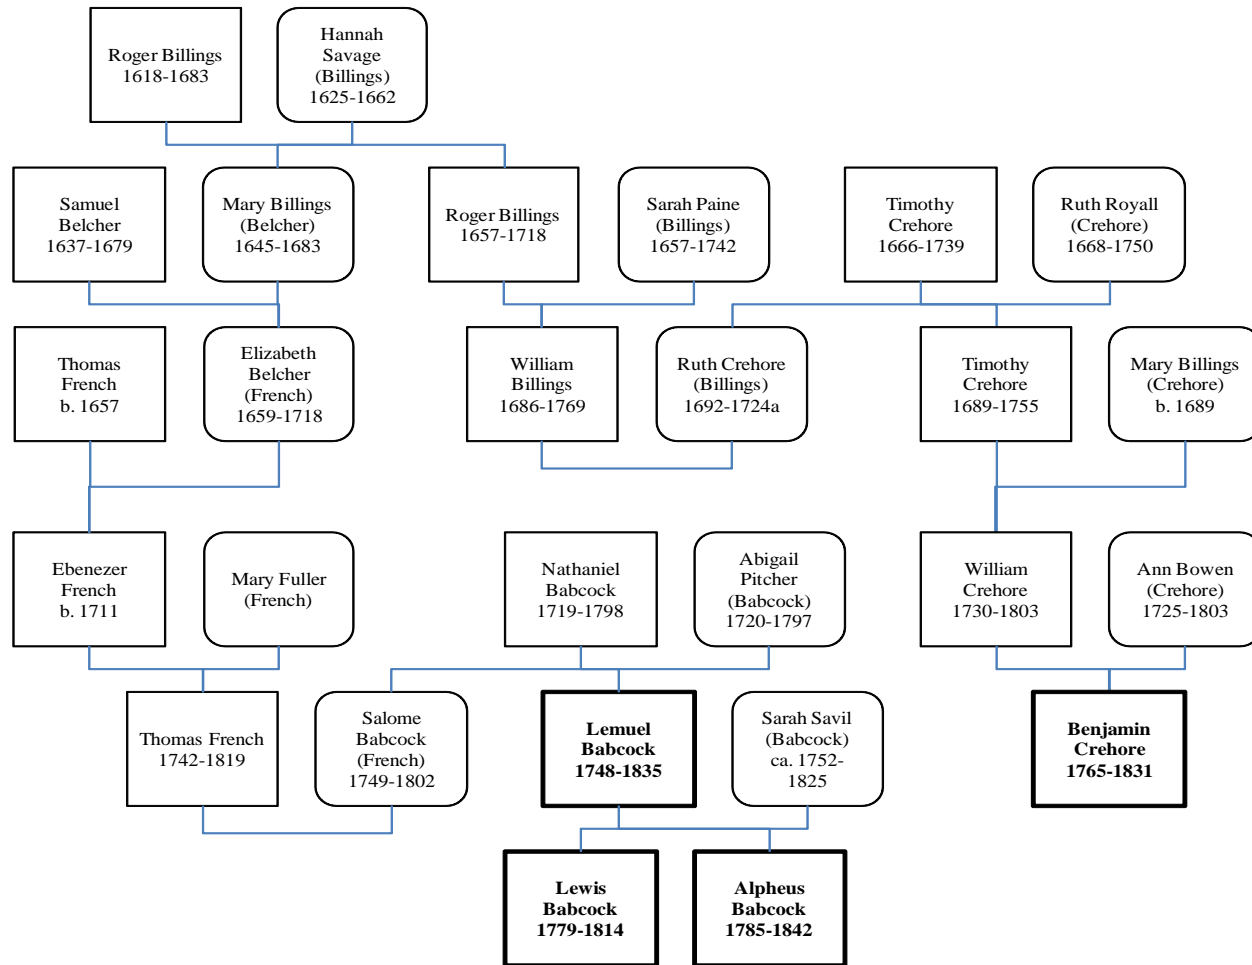 Roger Billings
1618-1683
Hannah
Savage
(Billings)
1625-1662
Samuel
Belcher
1637-1679
Mary Billings
(Belcher)
1645-1683
Roger Billings
1657-1718
Sarah Paine
(Billings)
1657-1742
Timothy
Crehore
1666-1739
Ruth Royall
(Crehore)
1668-1750
Thomas
French
b. 1657
Elizabeth
Belcher
(French)
1659-1718
William
Billings
1686-1769
Ruth Crehore
(Billings)
1692-1724a
Timothy
Crehore
1689-1755
Mary Billings
(Crehore)
b. 1689
Ebenezer
French
b. 1711
Mary Fuller
(French)
Nathaniel
Babcock
1719-1798
Abigail
Pitcher
(Babcock)
1720-1797
William
Crehore
1730-1803
Ann Bowen
(Crehore)
1725-1803
Thomas French
1742-1819
Salome
Babcock
(French)
1749-1802
Lemuel
Babcock
1748-1835
Sarah Savil
(Babcock)
ca. 1752-
1825
Benjamin
Crehore
1765-1831
Lewis
Babcock
1779-1814
Alpheus
Babcock
1785-1842